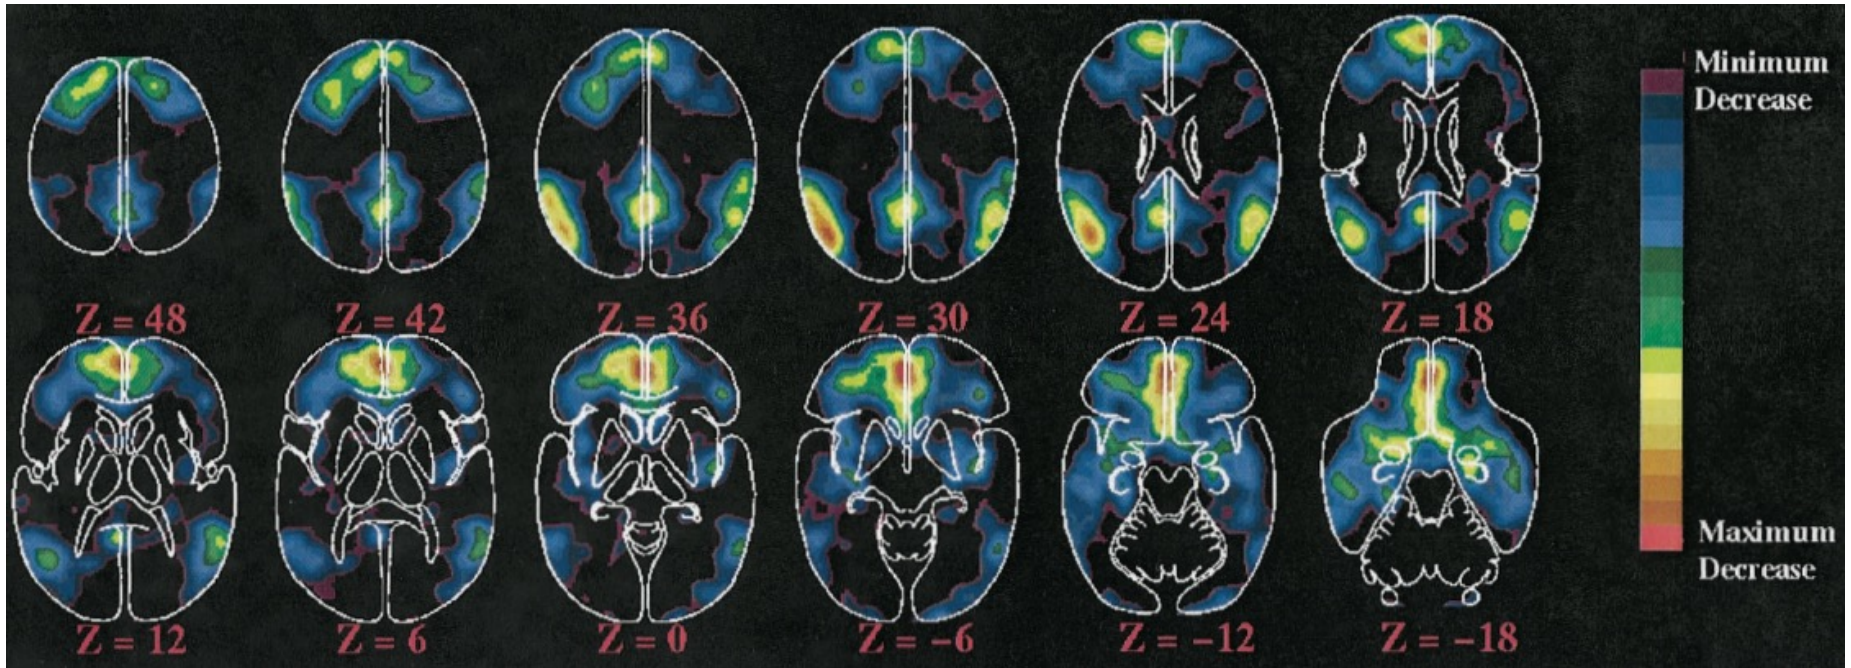 Minimum
Decrease
Z = 48
Z = 42
Z = 36
Z = 30
Z = 24
Z = 18
Maximum
Decrease
Z = 12
Z = 6
Z = 0
Z = −6
Z = −12
Z = −18